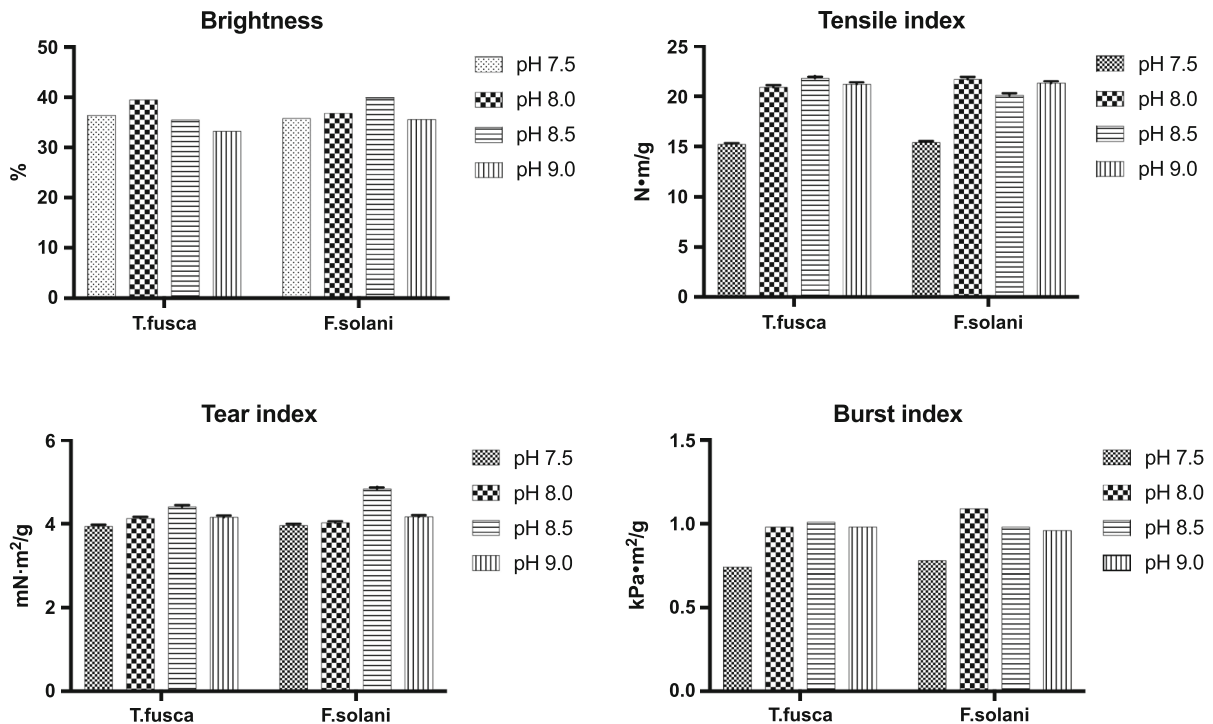 Brightness
50
40
30
20
10
0
%
T.fusca
F.solani
pH 7.5
pH 8.0
pH 8.5
pH 9.0
Tensile index
25
20
15
10
5
0
N•m/g
T.fusca
F.solani
pH 7.5
pH 8.0
pH 8.5
pH 9.0
Tear index
6
4
2
0
mN·m²/g
T.fusca
F.solani
pH 7.5
pH 8.0
pH 8.5
pH 9.0
Burst index
1.5
1.0
0.5
0.0
kPa•m²/g
T.fusca
F.solani
pH 7.5
pH 8.0
pH 8.5
pH 9.0